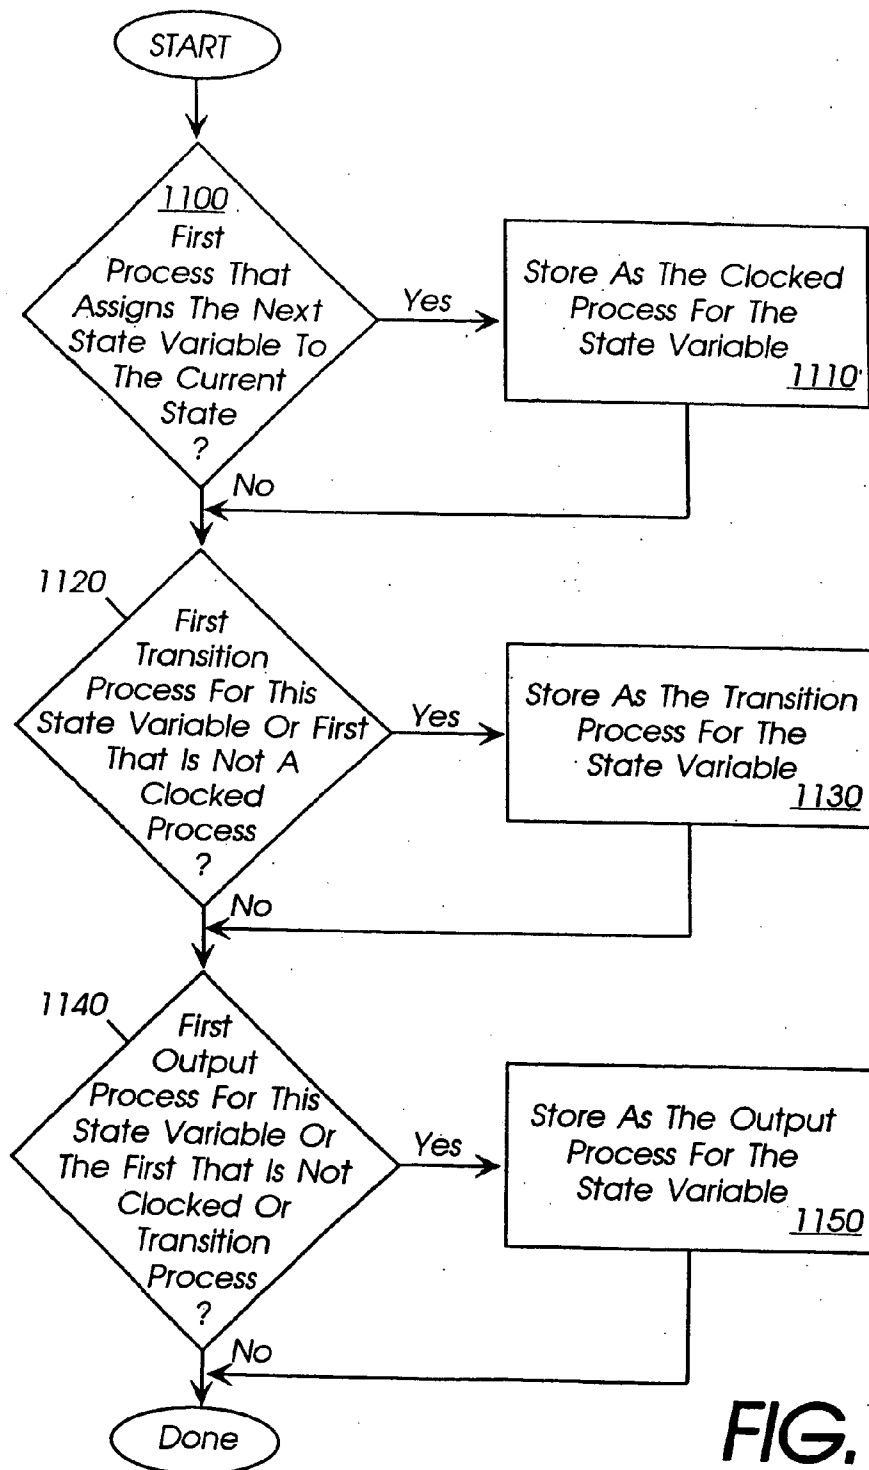 START
1100
First
Process That
Assigns The Next
State Variable To
The Current
State
?
Yes
Store As The Clocked
Process For The
State Variable
1110
No
1120
First
Transition
Process For This
State Variable Or First
That Is Not A
Clocked
Process
?
Yes
Store As The Transition
Process For The
State Variable
1130
No
1140
First
Output
Process For This
State Variable Or
The First That Is Not
Clocked Or
Transition
Process
?
Yes
Store As The Output
Process For The
State Variable
1150
No
Done
FIG.